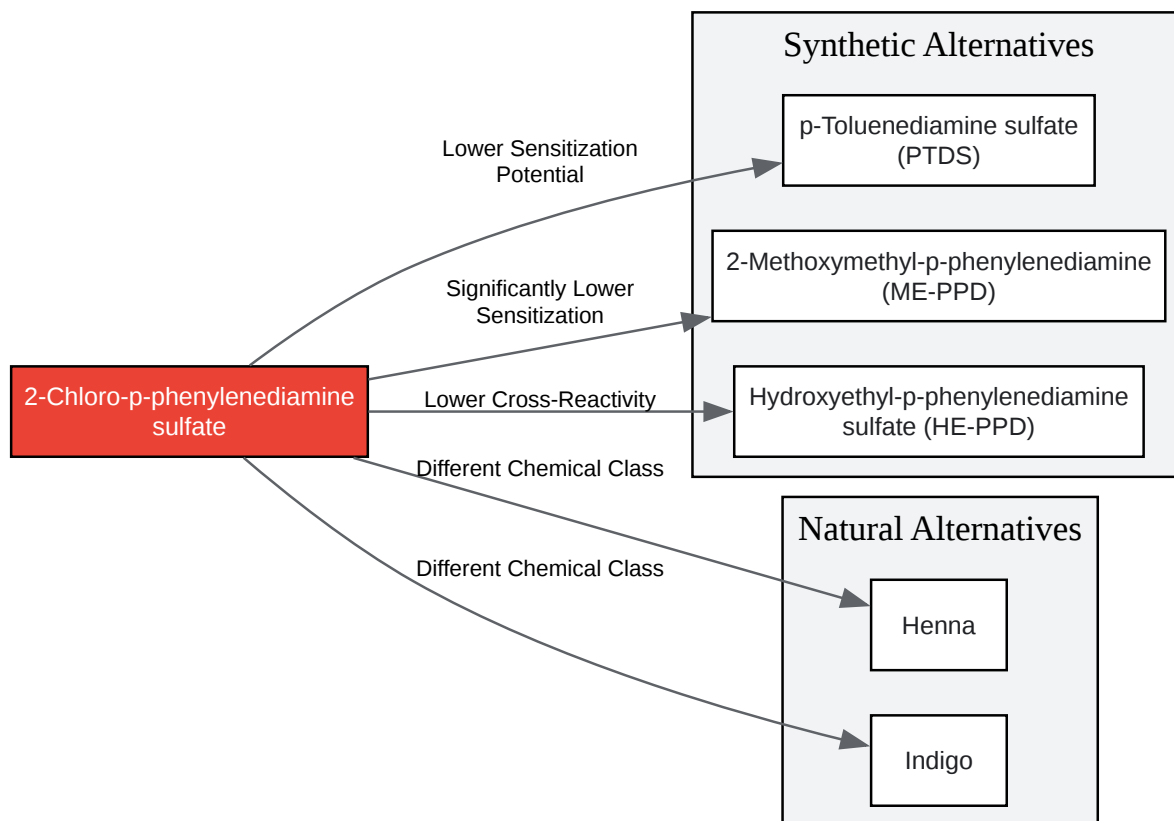 Synthetic Alternatives
p-Toluenediamine sulfate
(PTDS)
Lower Sensitization
Potential
2-Methoxymethyl-p-phenylenediamine
(ME-PPD)
Significantly Lower
Sensitization
2-Chloro-p-phenylenediamine
sulfate
Lower Cross-Reactivity
Hydroxyethyl-p-phenylenediamine
sulfate (HE-PPD)
Different Chemical Class
Natural Alternatives
Different Chemical Class
Henna
Indigo